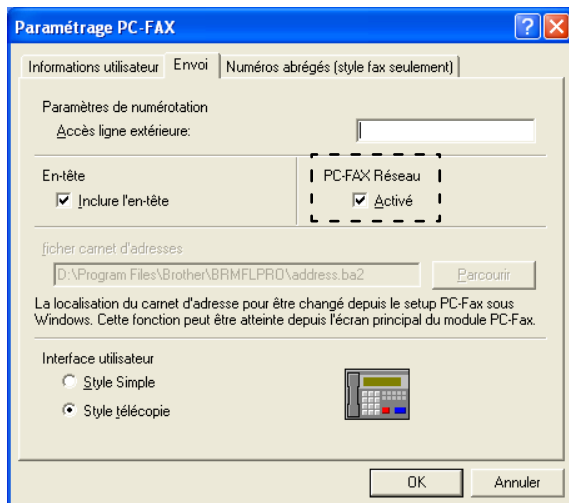 Paramétrage PC-FAX
Informations utilisateur Envoi Numéros abrégés (style fax seulement)
Paramètres de numérotation
Accès ligne extérieure:
En-tête PC-FAX Réseau
Inclure l'en-tête Activé
ficher carnet d'adresses
D:\Program Files\Brother\BRMFLPRO\address.ba2 Parcourir
La localisation du carnet d'adresse pour être changé depuis le setup PC-Fax sous
Windows. Cette fonction peut être atteinte depuis l'écran principal du module PC-Fax.
Interface utilisateur
Style Simple
Style télécopie
OK Annuler